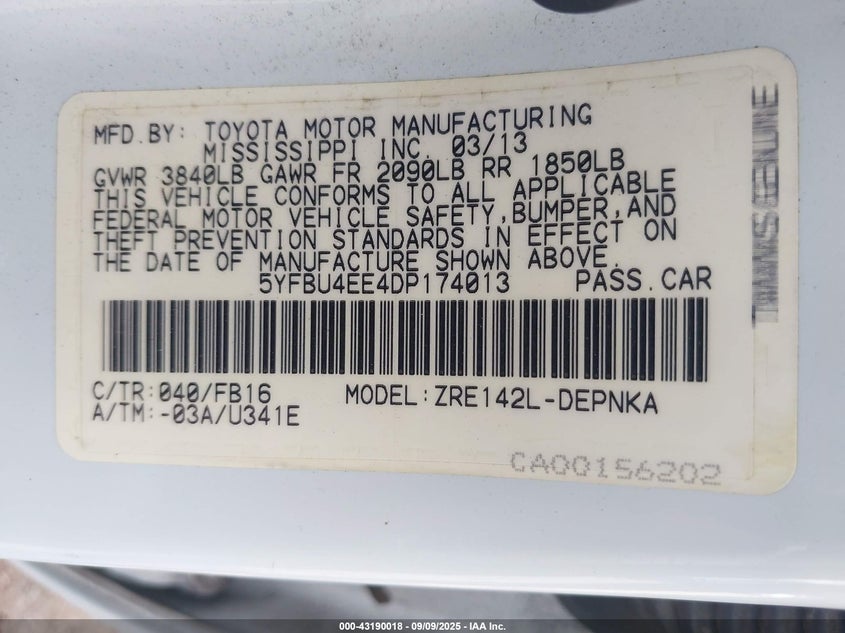 MFD.BY: TOYOTA MOTOR MANUFACTURING
MISSISSIPPI INC. 03/13
GVWR 3840LB GAWR FR 2090LB RR 1850LB
THIS VEHICLE CONFORMS TO ALL APPLICABLE
FEDERAL MOTOR VEHICLE SAFETY,BUMPER,AND
THEFT PREVENTION STANDARDS IN EFFECT ON
THE DATE OF MANUFACTURE SHOWN ABOVE.
5YFBU4EE4DP174013 PASS.CAR
C/TR:040/FB16 MODEL:ZRE142L-DEPNKA
A/TM:-03A/U341E
CA00156202
000-43190018 - 09/09/2025 - IAA Inc.